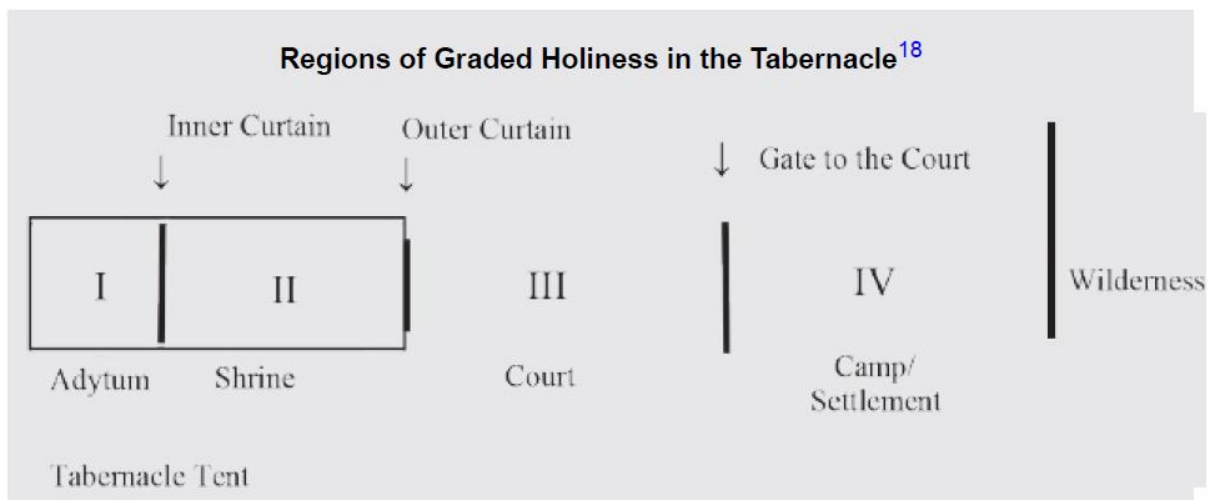 Regions of Graded Holiness in the Tabernacle18
Inner Curtain
Outer Curtain
↓ Gate to the Court
↓
↓
I
II
III
IV
Wilderness
Adytum
Shrine
Court
Camp/
Settlement
Tabernacle Tent